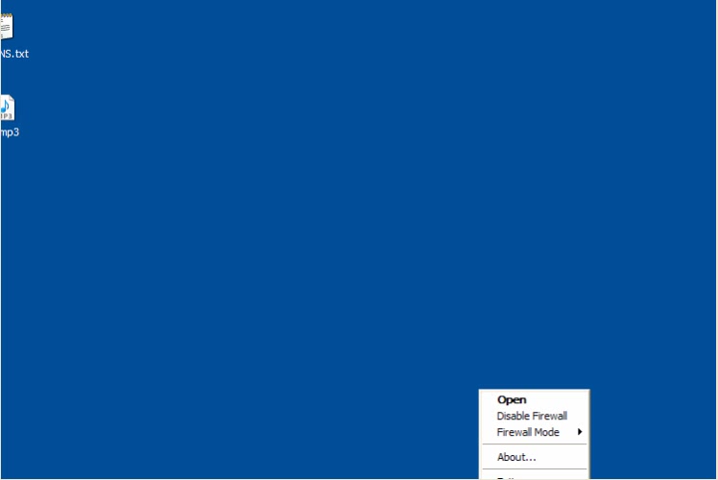 NS.txt
mp3
Open
Disable Firewall
Firewall Mode
About...